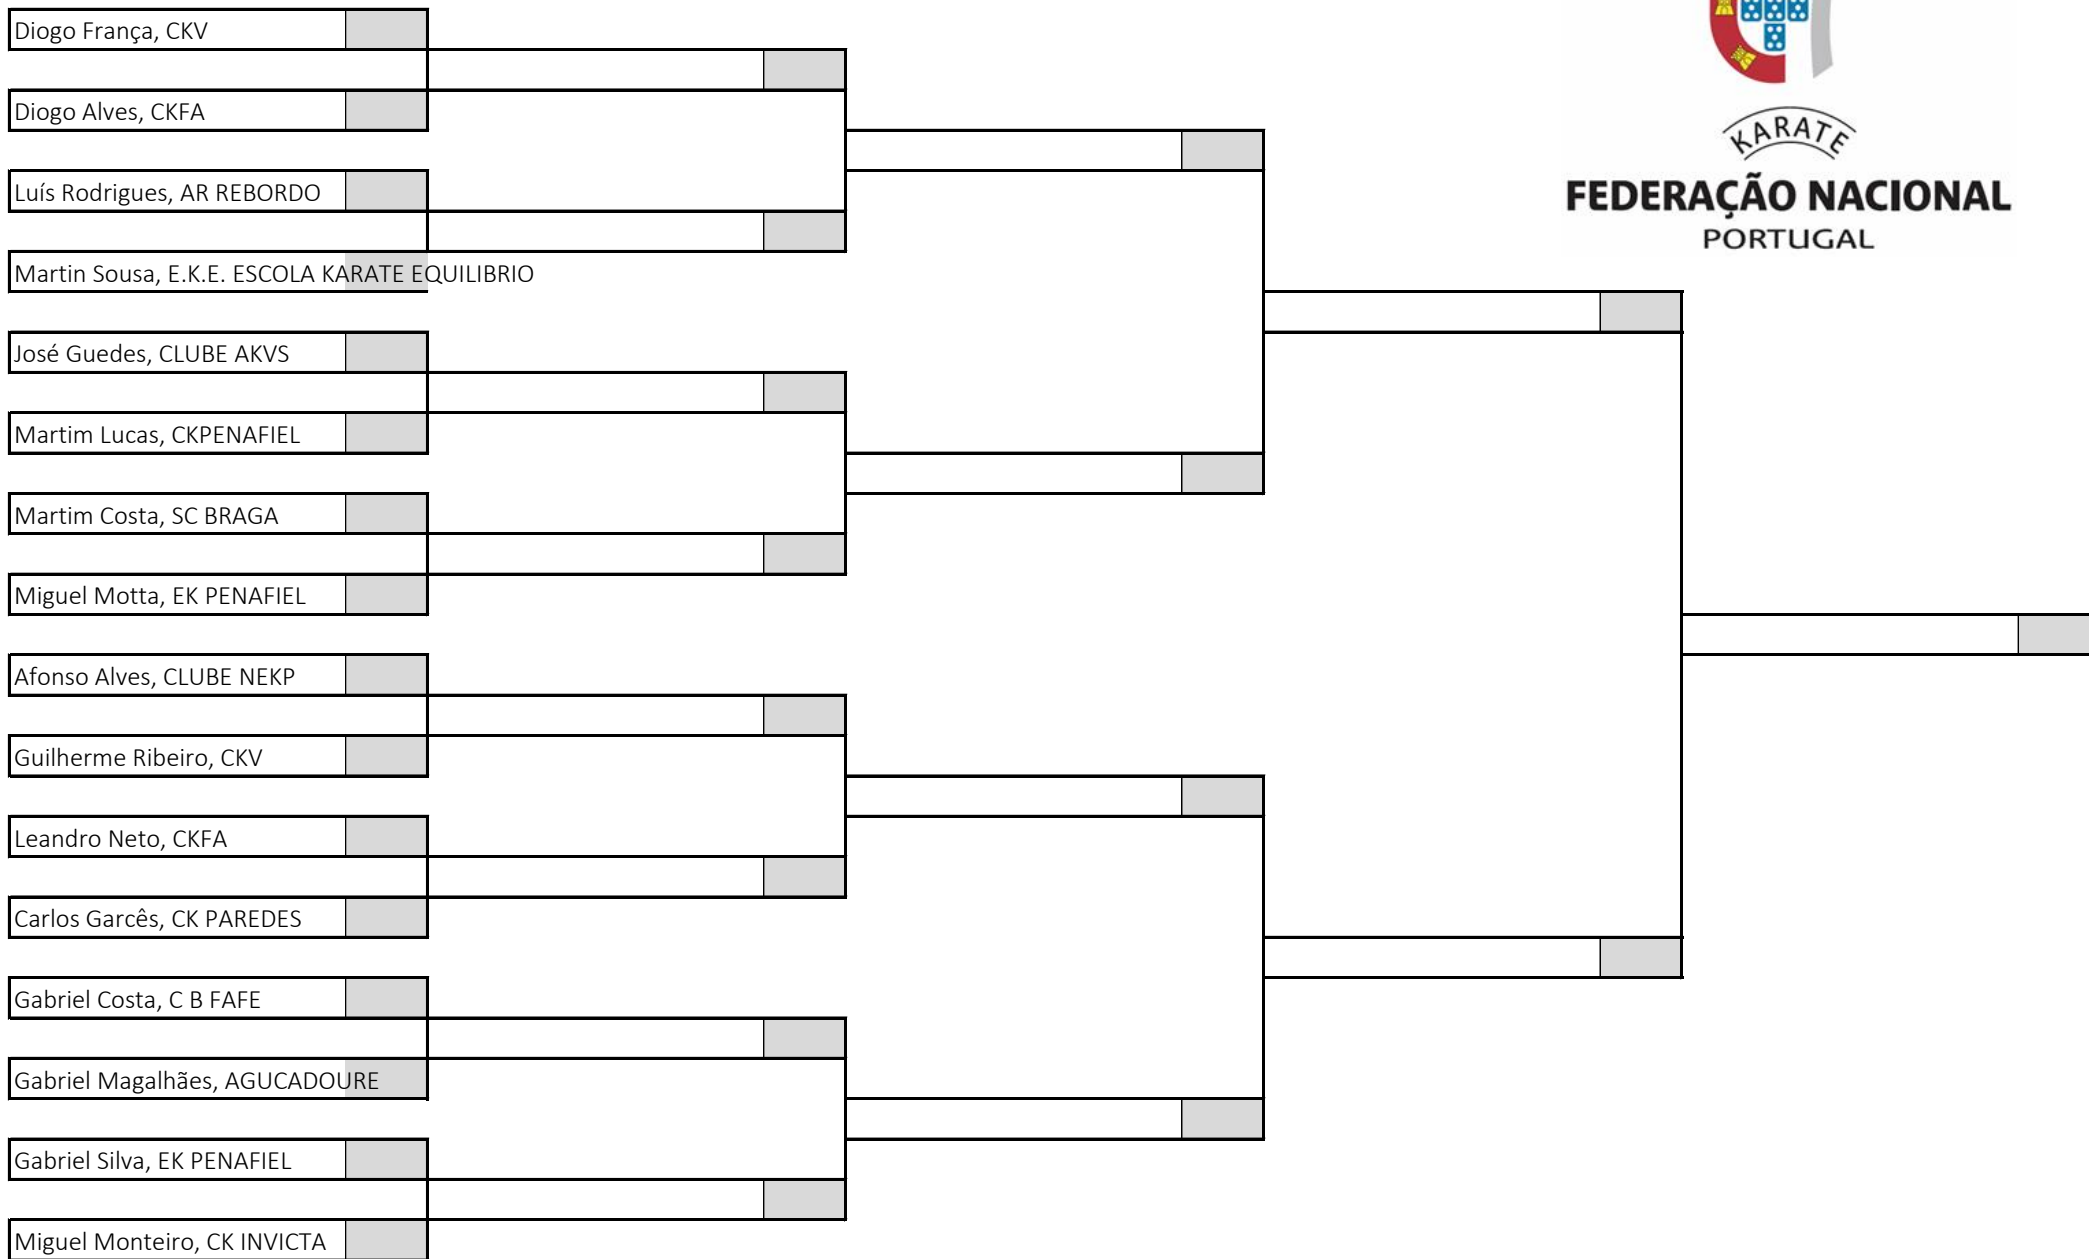 Diogo França, CKV
Diogo Alves, CKFA
Luís Rodrigues, AR REBORDO
Martin Sousa, E.K.E. ESCOLA KARATE EQUILIBRIO
José Guedes, CLUBE AKVS
Martim Lucas, CKPENAFIEL
Martim Costa, SC BRAGA
Miguel Motta, EK PENAFIEL
Afonso Alves, CLUBE NEKP
Guilherme Ribeiro, CKV
Leandro Neto, CKFA
Carlos Garcês, CK PAREDES
Gabriel Costa, C B FAFE
Gabriel Magalhães, AGUCADOURE
Gabriel Silva, EK PENAFIEL
Miguel Monteiro, CK INVICTA
KARATE
FEDERAÇÃO NACIONAL
PORTUGAL